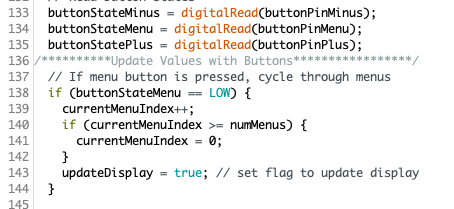 133 buttonStateMinus = digitalRead(buttonPinMinus);
134 buttonStateMenu = digitalRead(buttonPinMenu);
135 buttonStatePlus = digitalRead(buttonPinPlus);
136 /**********Update Values with Buttons*****************/
137 // If menu button is pressed, cycle through menus
138 if (buttonStateMenu == LOW) {
139 currentMenuIndex++;
140 if (currentMenuIndex >= numMenus) {
141 currentMenuIndex = 0;
142 }
143 updateDisplay = true; // set flag to update display
144 }
145